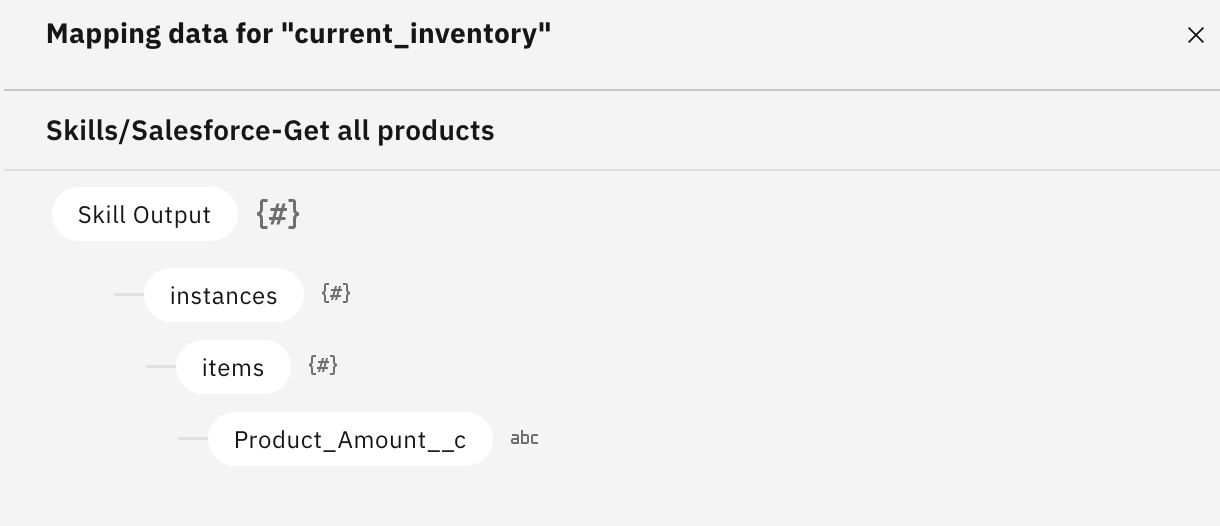 Mapping data for "current_inventory"
Skills/Salesforce-Get all products
Skill Output {#}
instances {#}
items {#}
Product_Amount__c abc